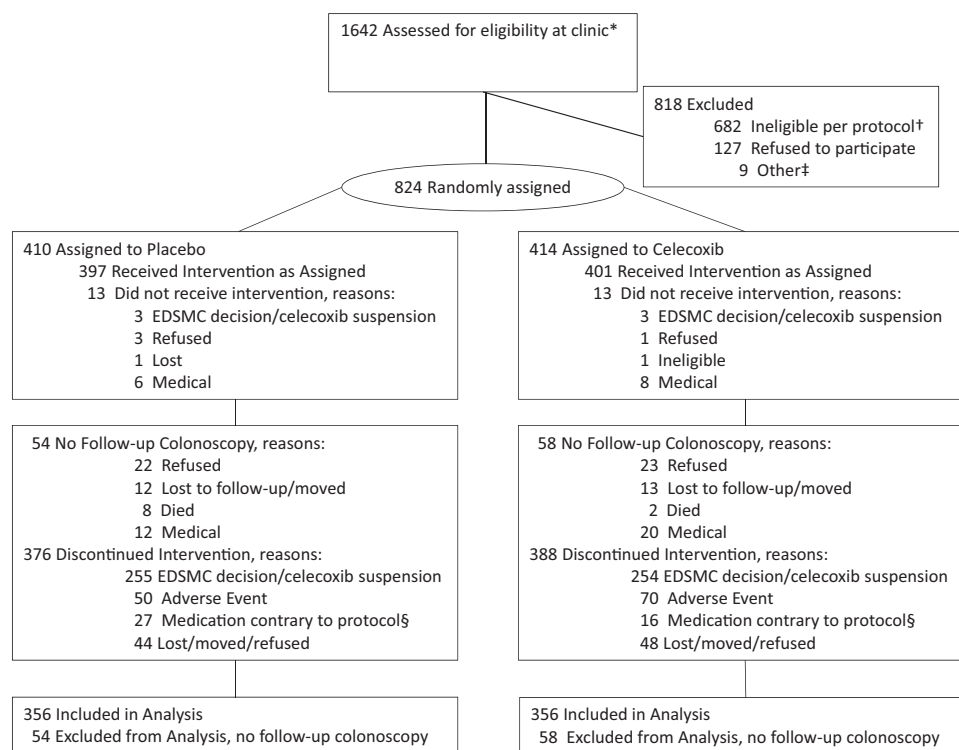 1642 Assessed for eligibility at clinic*
818 Excluded
682 Ineligible per protocol†
127 Refused to participate
9 Other‡
824 Randomly assigned
410 Assigned to Placebo
397 Received Intervention as Assigned
13 Did not receive intervention, reasons:
3 EDSMC decision/celecoxib suspension
3 Refused
1 Lost
6 Medical
414 Assigned to Celecoxib
401 Received Intervention as Assigned
13 Did not receive intervention, reasons:
3 EDSMC decision/celecoxib suspension
1 Refused
1 Ineligible
8 Medical
54 No Follow-up Colonoscopy, reasons:
22 Refused
12 Lost to follow-up/moved
8 Died
12 Medical
376 Discontinued Intervention, reasons:
255 EDSMC decision/celecoxib suspension
50 Adverse Event
27 Medication contrary to protocol§
44 Lost/moved/refused
58 No Follow-up Colonoscopy, reasons:
23 Refused
13 Lost to follow-up/moved
2 Died
20 Medical
388 Discontinued Intervention, reasons:
254 EDSMC decision/celecoxib suspension
70 Adverse Event
16 Medication contrary to protocol§
48 Lost/moved/refused
356 Included in Analysis
54 Excluded from Analysis, no follow-up colonoscopy
356 Included in Analysis
58 Excluded from Analysis, no follow-up colonoscopy